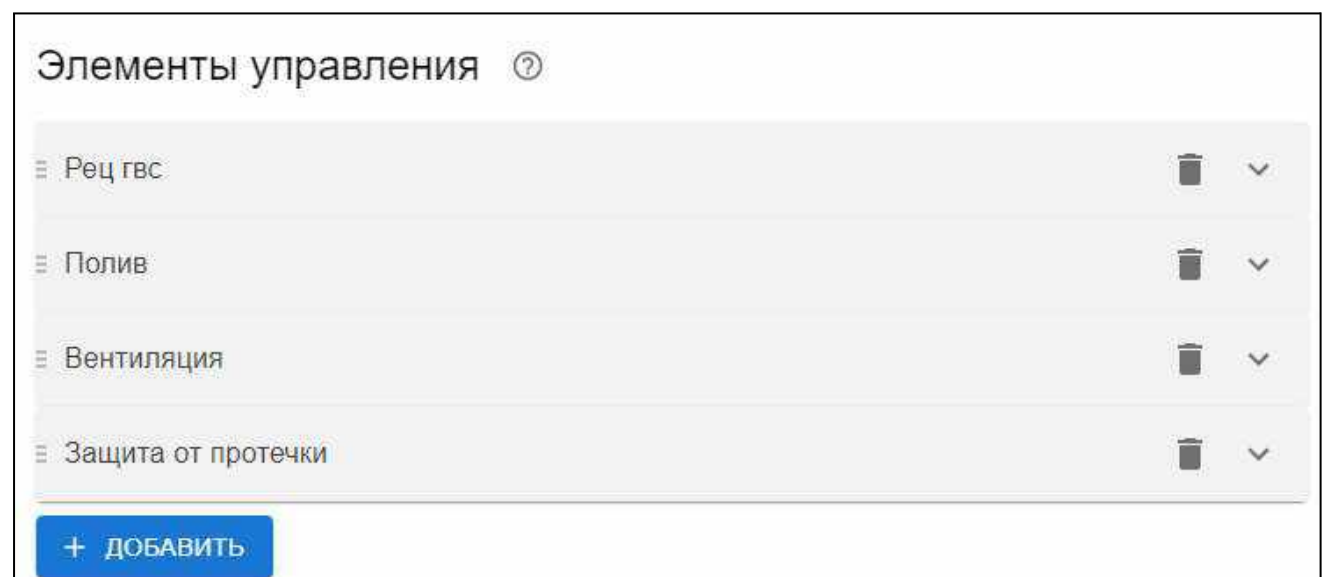 Элементы управления
Рец гвс
Полив
Вентиляция
Защита от протечки
+ ДОБАВИТЬ